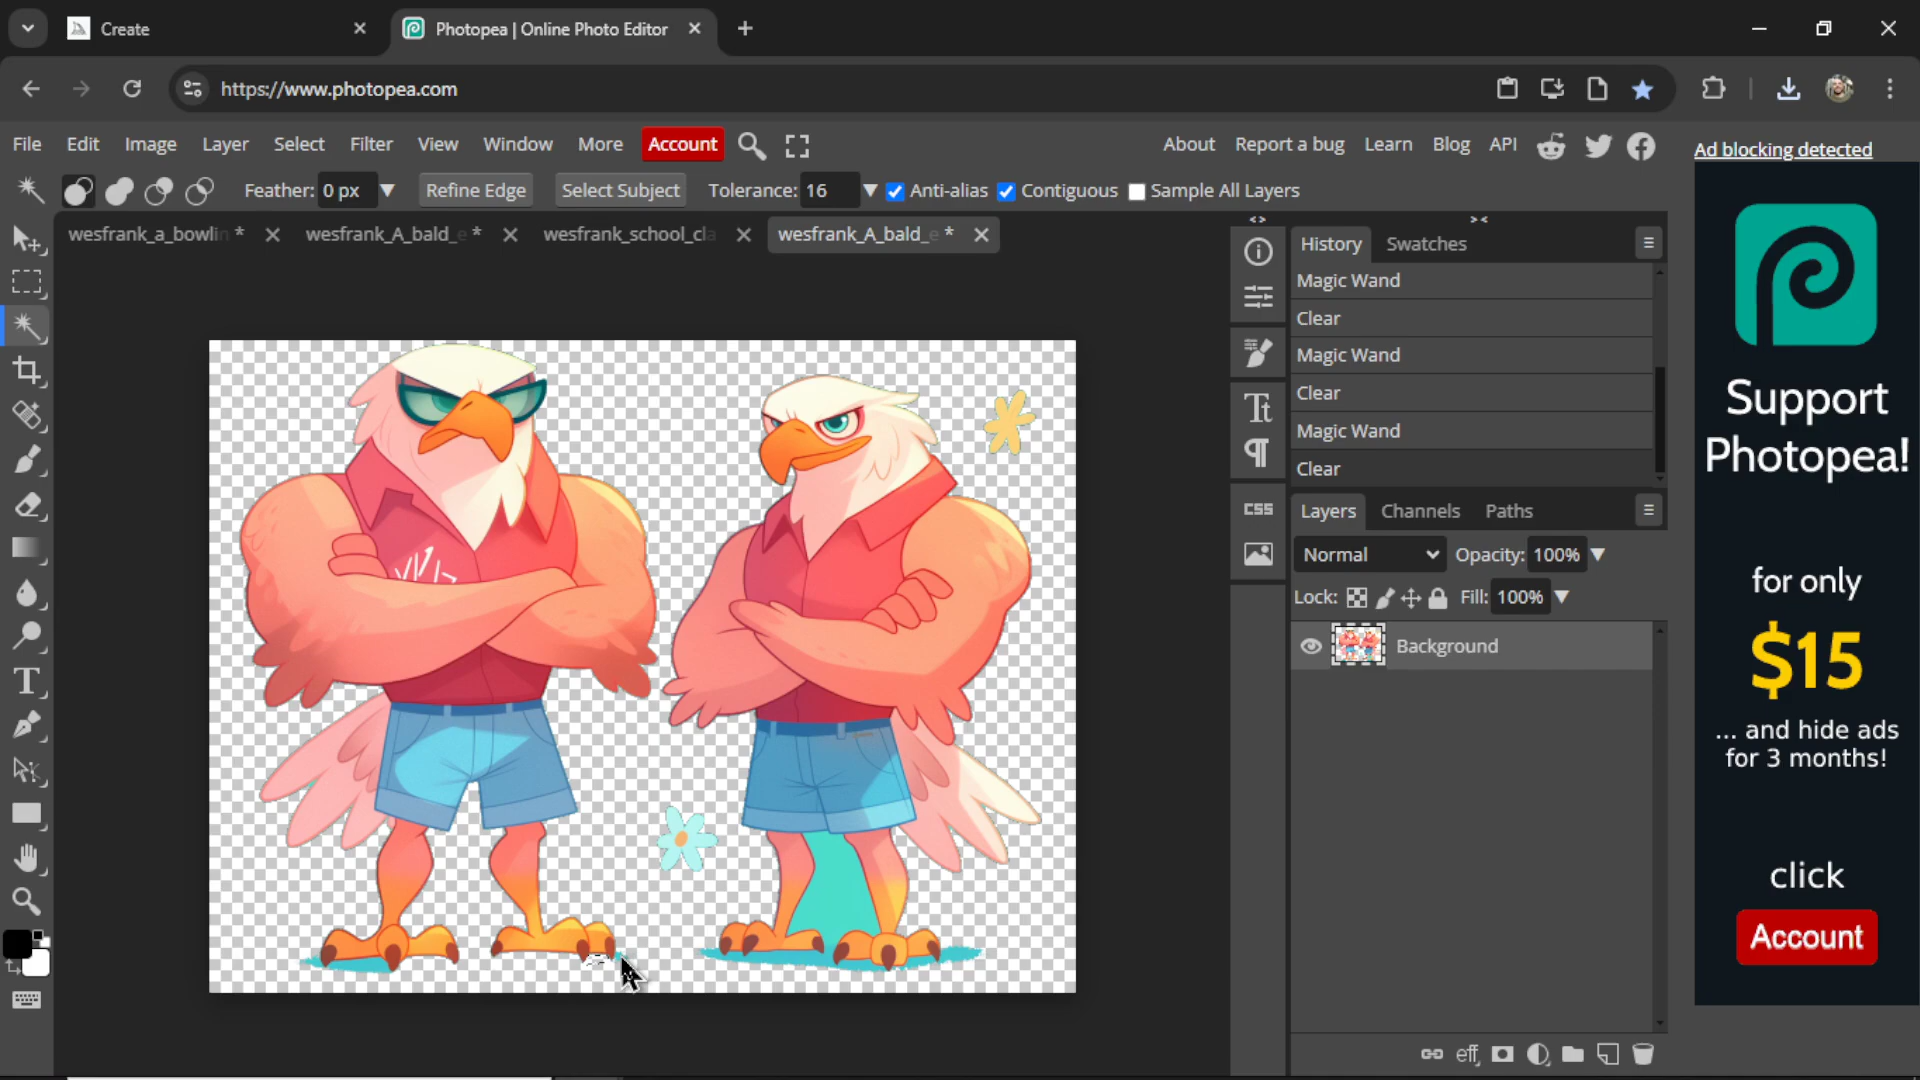 Create
Photopea | Online Photo Editor
https://www.photopea.com
File Edit Image Layer Select Filter View Window More Account
About Report a bug Learn Blog API
Ad blocking detected
Feather: 0 px Refine Edge Select Subject Tolerance: 16 Anti-alias Contiguous Sample All Layers
wesfrank_a_bowlin * wesfrank_A_bald_e * wesfrank_school_cla wesfrank_A_bald_e *
History Swatches
Magic Wand
Clear
Magic Wand
Clear
Magic Wand
Clear
CSS
Layers Channels Paths
Normal Opacity: 100%
Lock: Fill: 100%
Background
eff
Support
Photopea!
for only
$15
... and hide ads
for 3 months!
click
Account